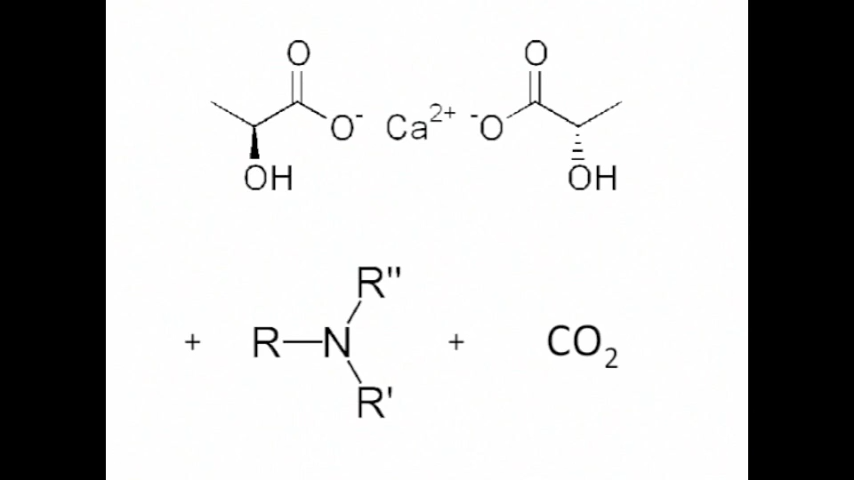 O O
O⁻ Ca²⁺ ⁻O
OH OH
R''
+ R—N + CO₂
R'